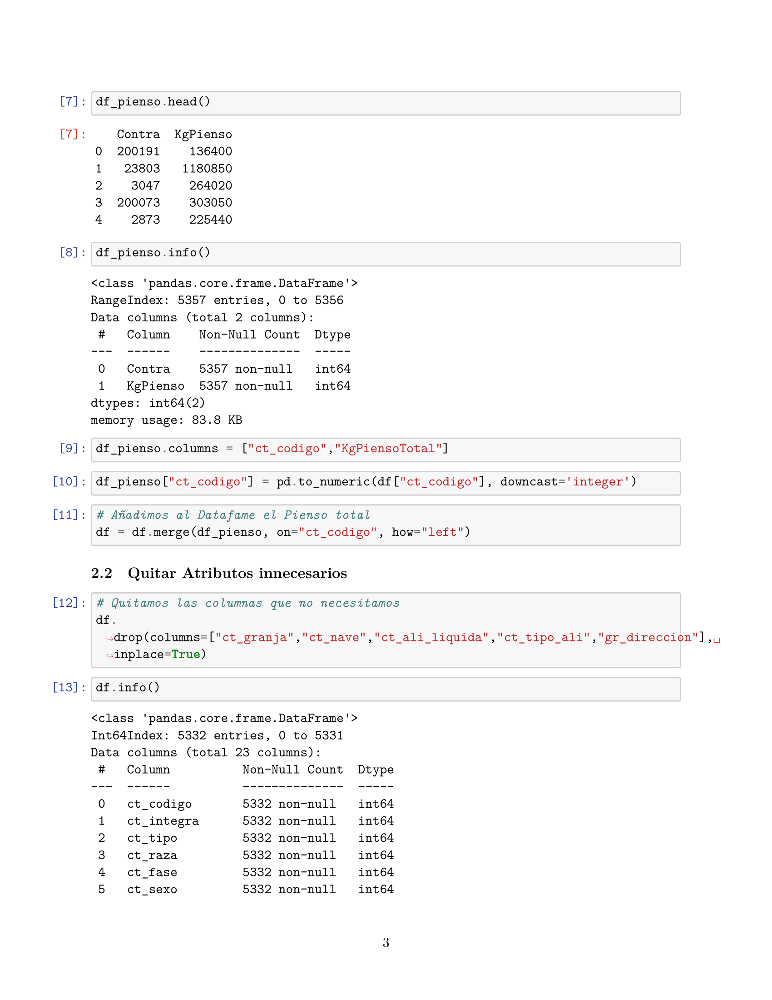 [7]: df_pienso.head()
[7]:    Contra  KgPienso
0  200191    136400
1   23803   1180850
2    3047    264020
3  200073    303050
4    2873    225440
[8]: df_pienso.info()
<class 'pandas.core.frame.DataFrame'>
RangeIndex: 5357 entries, 0 to 5356
Data columns (total 2 columns):
 #   Column    Non-Null Count  Dtype
---  ------    --------------  -----
 0   Contra    5357 non-null   int64
 1   KgPienso  5357 non-null   int64
dtypes: int64(2)
memory usage: 83.8 KB
[9]: df_pienso.columns = ["ct_codigo","KgPiensoTotal"]
[10]: df_pienso["ct_codigo"] = pd.to_numeric(df["ct_codigo"], downcast='integer')
[11]: # Añadimos al Datafame el Pienso total
df = df.merge(df_pienso, on="ct_codigo", how="left")
2.2 Quitar Atributos innecesarios
[12]: # Quitamos las columnas que no necesitamos
df.
↪drop(columns=["ct_granja","ct_nave","ct_ali_liquida","ct_tipo_ali","gr_direccion"],␣
↪inplace=True)
[13]: df.info()
<class 'pandas.core.frame.DataFrame'>
Int64Index: 5332 entries, 0 to 5331
Data columns (total 23 columns):
 #   Column          Non-Null Count  Dtype
---  ------          --------------  -----
 0   ct_codigo       5332 non-null   int64
 1   ct_integra      5332 non-null   int64
 2   ct_tipo         5332 non-null   int64
 3   ct_raza         5332 non-null   int64
 4   ct_fase         5332 non-null   int64
 5   ct_sexo         5332 non-null   int64
3